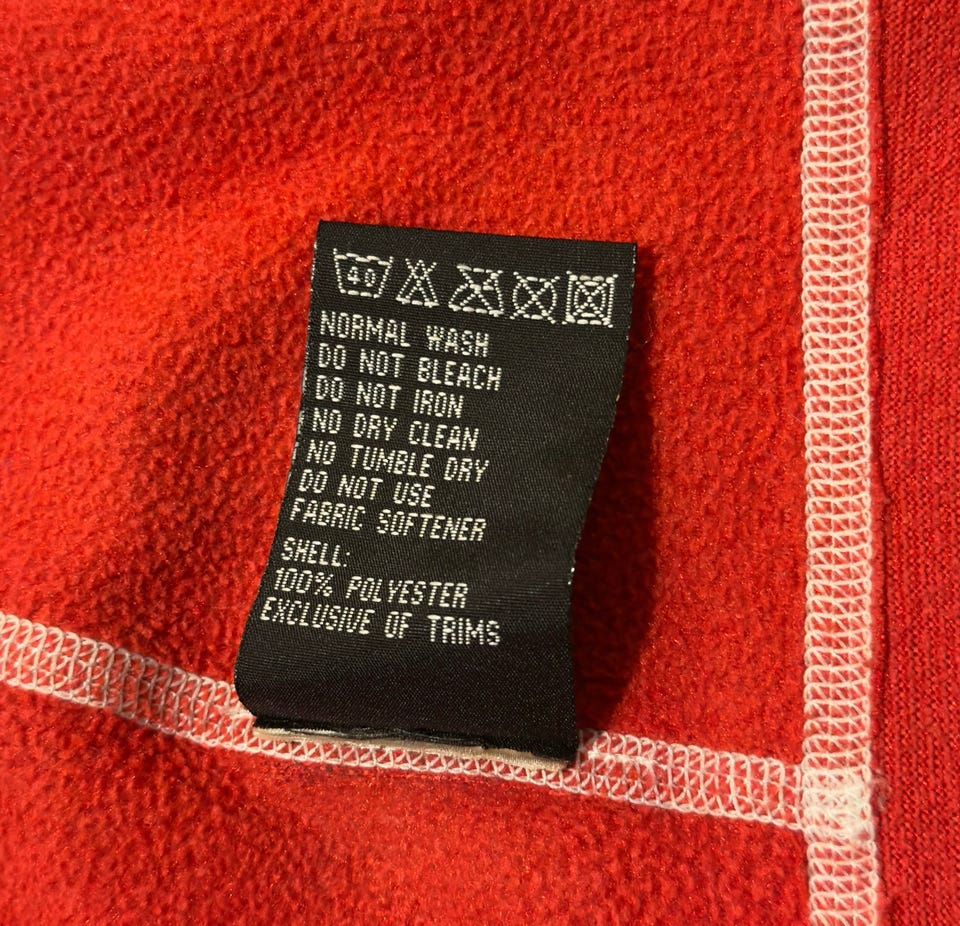 40
NORMAL WASH
DO NOT BLEACH
DO NOT IRON
NO DRY CLEAN
NO TUMBLE DRY
DO NOT USE
FABRIC SOFTENER
SHELL:
100% POLYESTER
EXCLUSIVE OF TRIMS